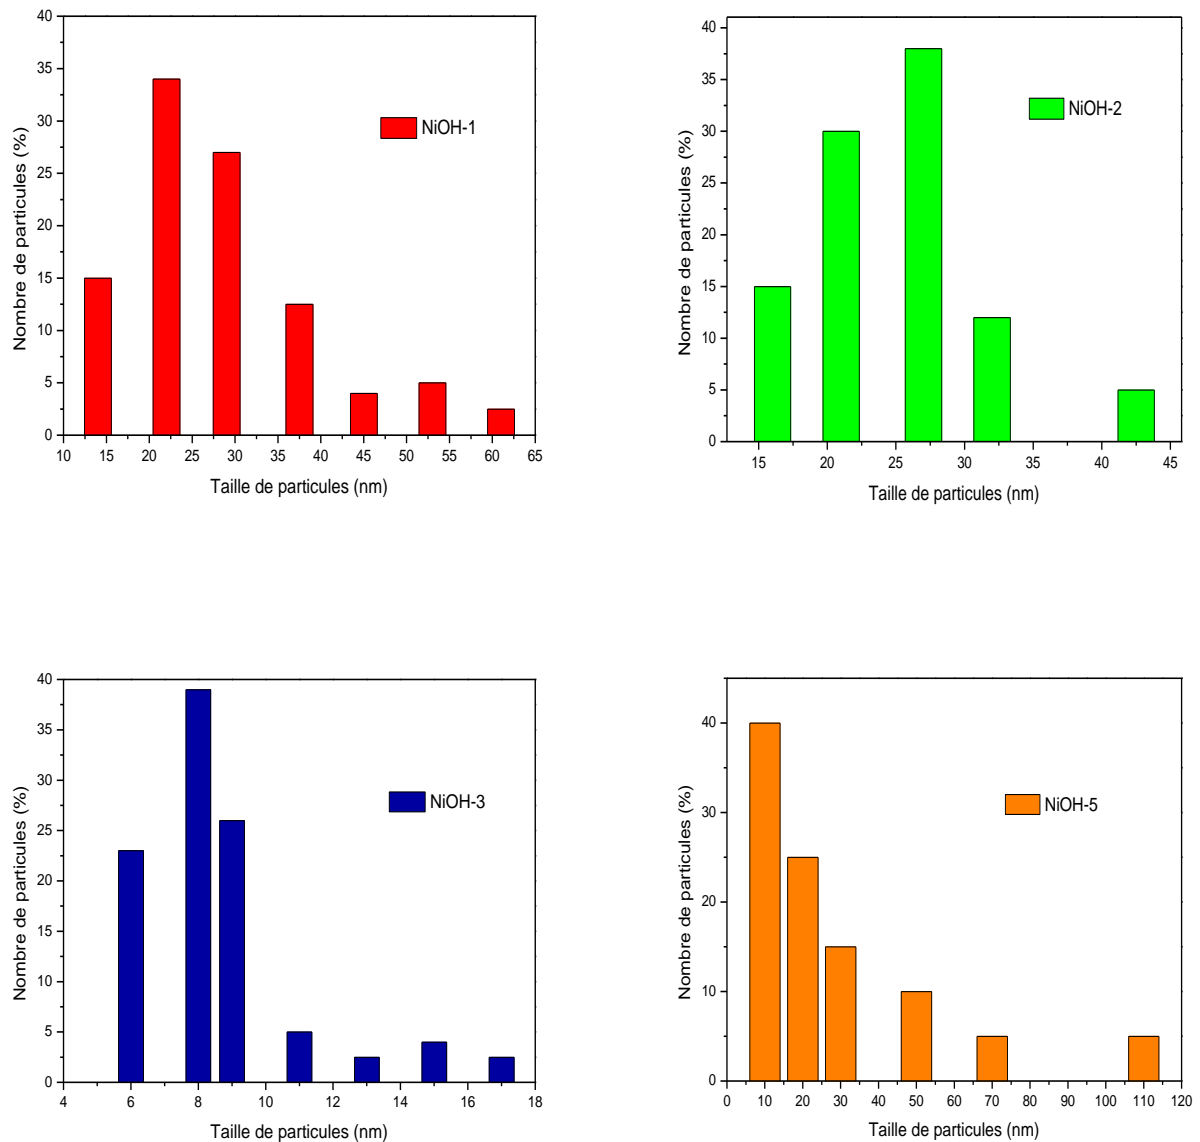 40
35
30
25
20
15
10
5
0
Nombre de particules (%)
NiOH-1
10 15 20 25 30 35 40 45 50 55 60 65
Taille de particules (nm)
40
35
30
25
20
15
10
5
0
Nombre de particules (%)
NiOH-2
15 20 25 30 35 40 45
Taille de particules (nm)
40
35
30
25
20
15
10
5
0
Nombre de particules (%)
NiOH-3
4 6 8 10 12 14 16 18
Taille de particules (nm)
40
30
20
10
0
Nombre de particules (%)
NiOH-5
0 10 20 30 40 50 60 70 80 90 100 110 120
Taille de particules (nm)